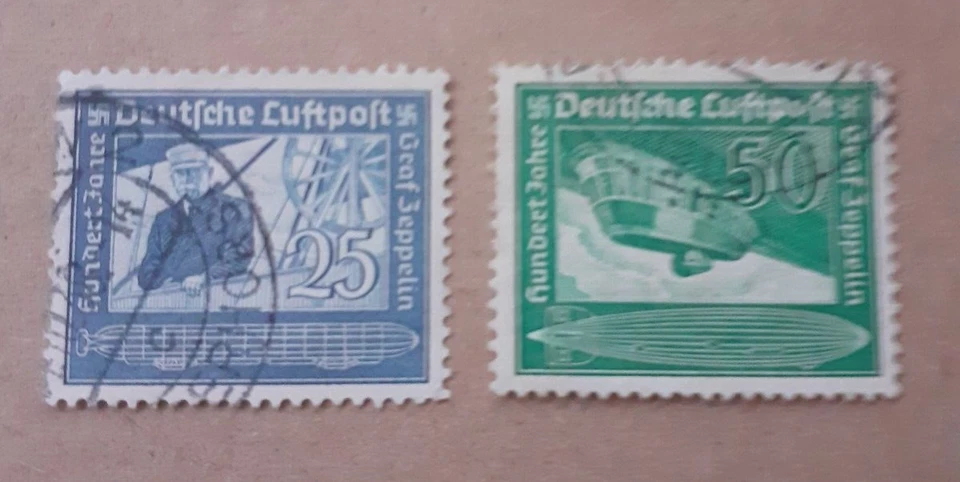 Deutsche Luftpost
Hundert Jahre
Graf Zeppelin
25
Deutsche Luftpost
Hundert Jahre
Graf Zeppelin
50